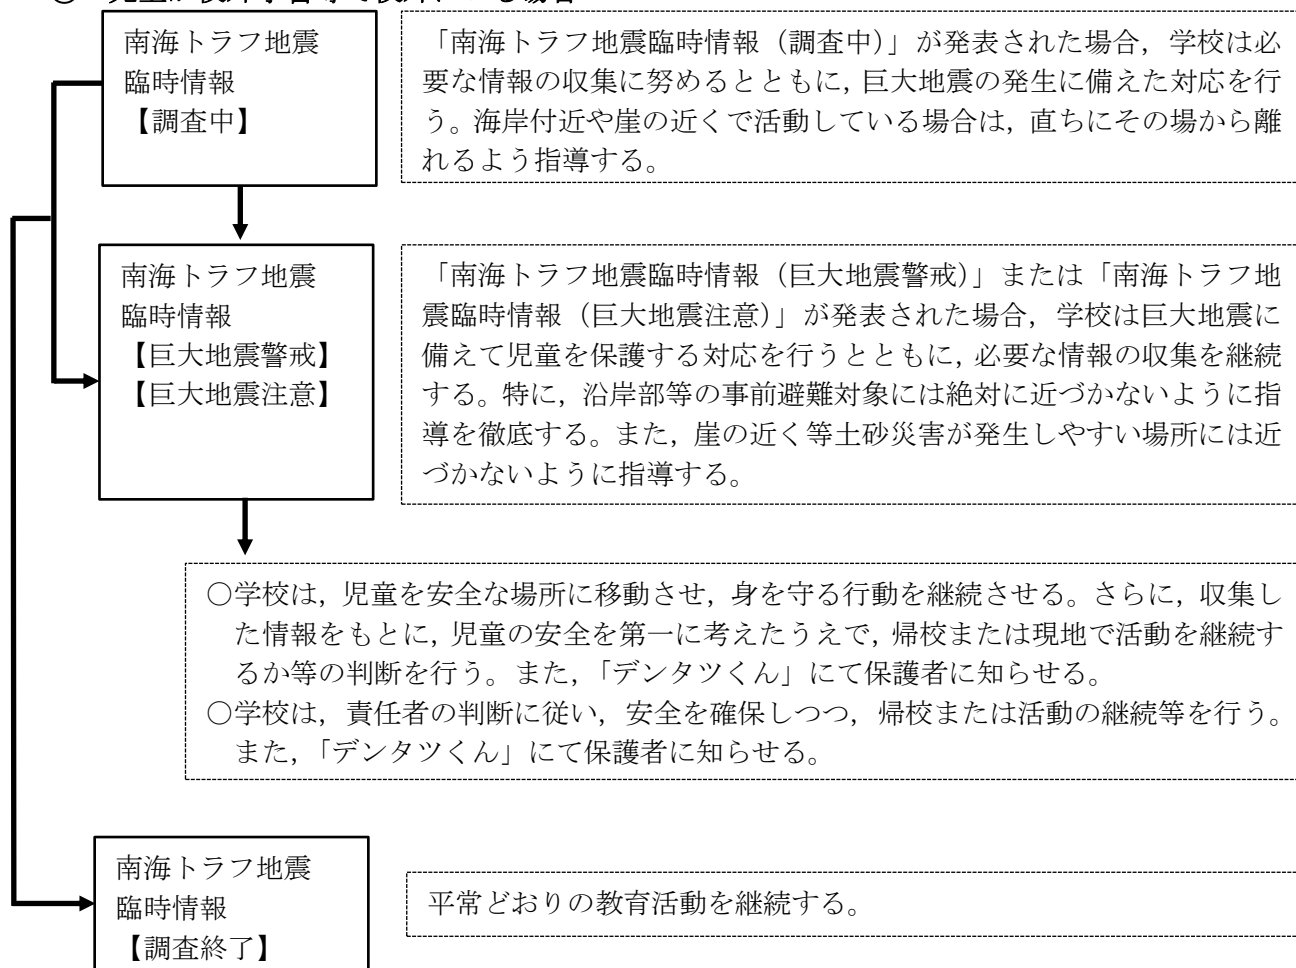 南海トラフ地震
臨時情報
【調査中】
「南海トラフ地震臨時情報（調査中）」が発表された場合，学校は必
要な情報の収集に努めるとともに，巨大地震の発生に備えた対応を行
う。海岸付近や崖の近くで活動している場合は，直ちにその場から離
れるよう指導する。
南海トラフ地震
臨時情報
【巨大地震警戒】
【巨大地震注意】
「南海トラフ地震臨時情報（巨大地震警戒）」または「南海トラフ地
震臨時情報（巨大地震注意）」が発表された場合，学校は巨大地震に
備えて児童を保護する対応を行うとともに，必要な情報の収集を継続
する。特に，沿岸部等の事前避難対象には絶対に近づかないように指
導を徹底する。また，崖の近く等土砂災害が発生しやすい場所には近
づかないように指導する。
○学校は，児童を安全な場所に移動させ，身を守る行動を継続させる。さらに，収集し
た情報をもとに，児童の安全を第一に考えたうえで，帰校または現地で活動を継続す
るか等の判断を行う。また，「デンタツくん」にて保護者に知らせる。
○学校は，責任者の判断に従い，安全を確保しつつ，帰校または活動の継続等を行う。
また，「デンタツくん」にて保護者に知らせる。
南海トラフ地震
臨時情報
【調査終了】
平常どおりの教育活動を継続する。